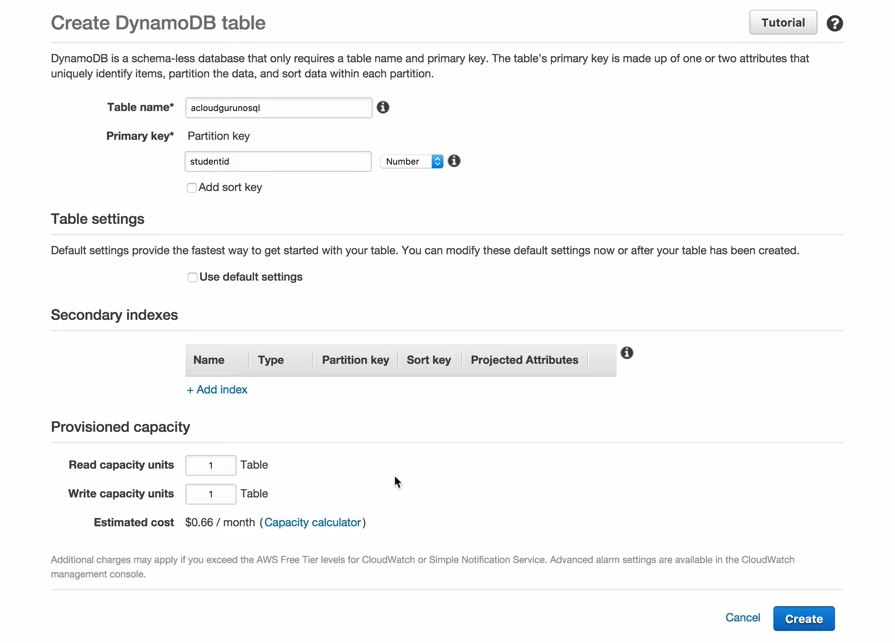 Create DynamoDB table
Tutorial
?
DynamoDB is a schema-less database that only requires a table name and primary key. The table's primary key is made up of one or two attributes that
uniquely identify items, partition the data, and sort data within each partition.
Table name* acloudgurunosql
Primary key* Partition key
studentid Number
Add sort key
Table settings
Default settings provide the fastest way to get started with your table. You can modify these default settings now or after your table has been created.
Use default settings
Secondary indexes
Name Type Partition key Sort key Projected Attributes
+ Add index
Provisioned capacity
Read capacity units 1 Table
Write capacity units 1 Table
Estimated cost $0.66 / month (Capacity calculator)
Additional charges may apply if you exceed the AWS Free Tier levels for CloudWatch or Simple Notification Service. Advanced alarm settings are available in the CloudWatch
management console.
Cancel Create